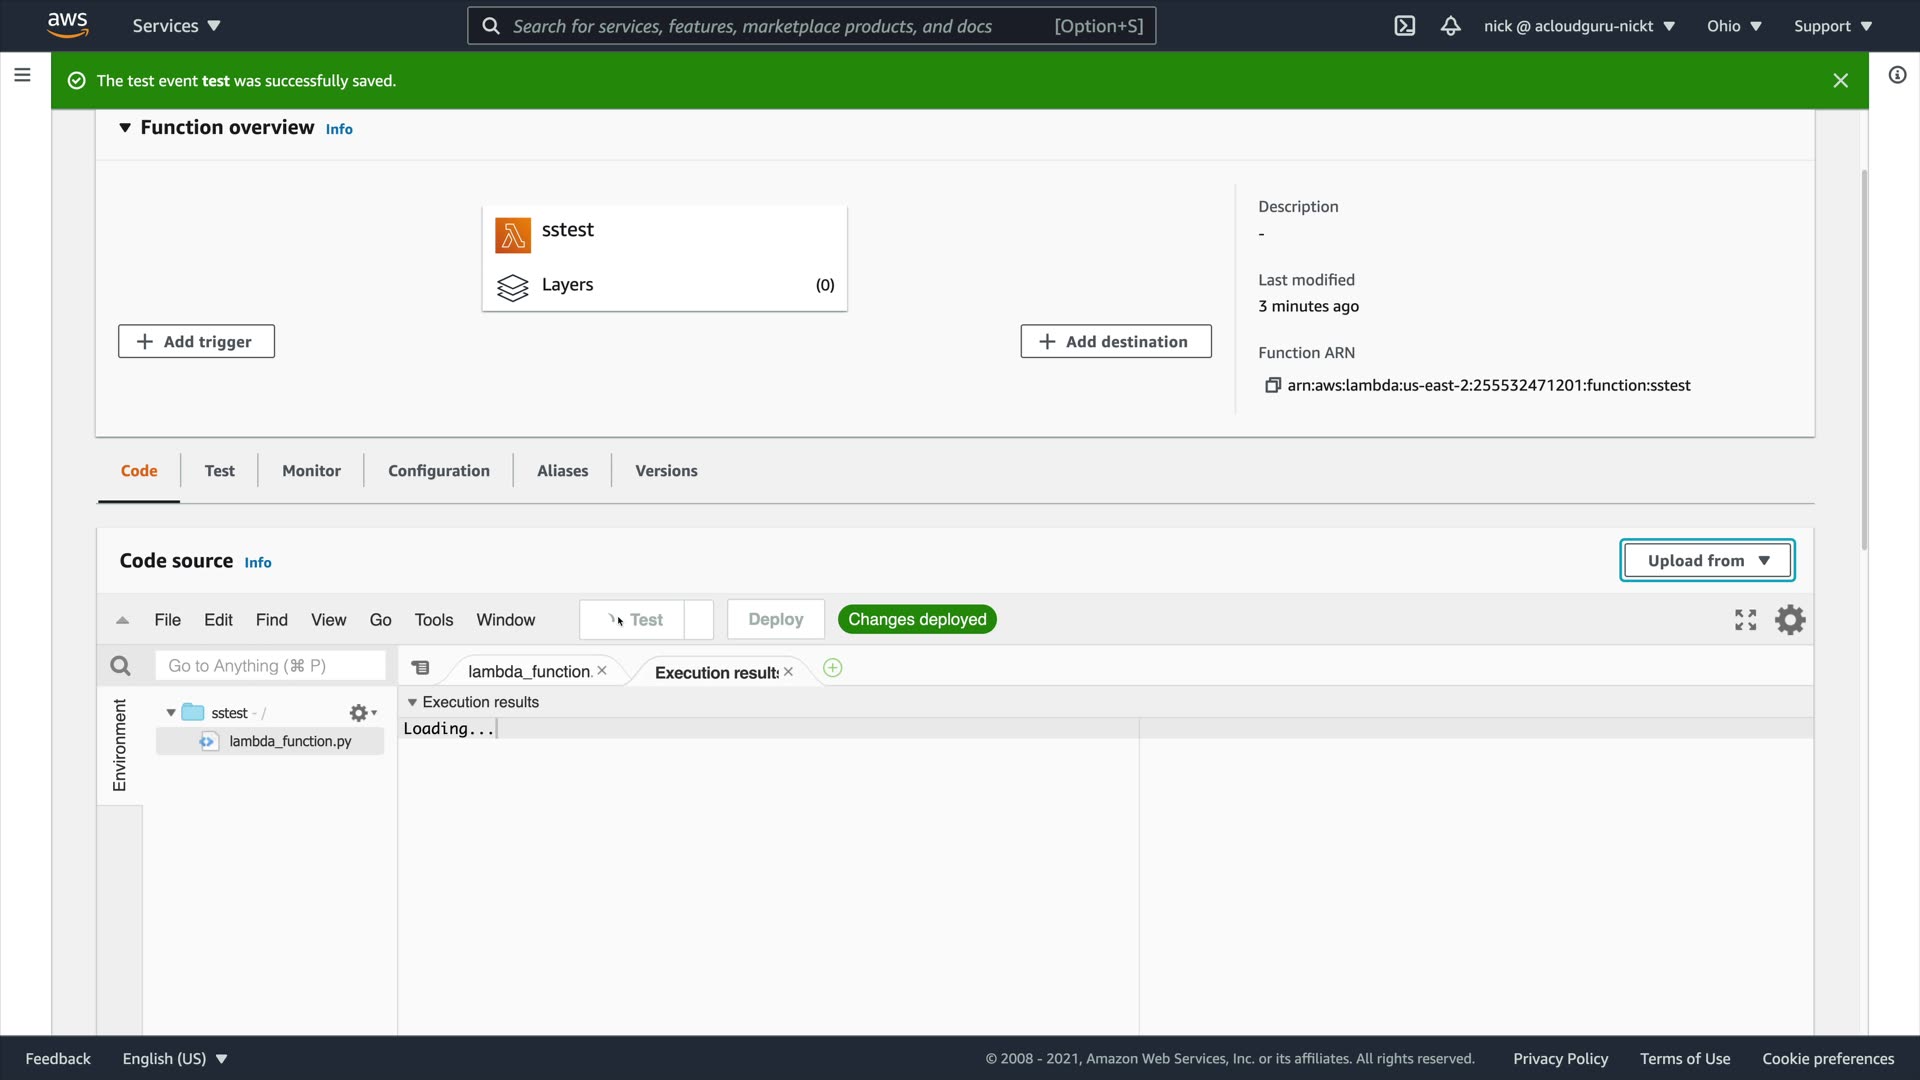 aws
Services
Search for services, features, marketplace products, and docs [Option+S]
nick @ acloudguru-nickt
Ohio
Support
The test event test was successfully saved.
Function overview Info
sstest
Layers (0)
Add trigger
Add destination
Description
-
Last modified
3 minutes ago
Function ARN
arn:aws:lambda:us-east-2:255532471201:function:sstest
Code Test Monitor Configuration Aliases Versions
Code source Info
Upload from
File Edit Find View Go Tools Window Test Deploy Changes deployed
Go to Anything (⌘ P)
lambda_function.
Execution results
Environment
sstest - /
lambda_function.py
Execution results
Loading...
Feedback English (US) © 2008 - 2021, Amazon Web Services, Inc. or its affiliates. All rights reserved. Privacy Policy Terms of Use Cookie preferences